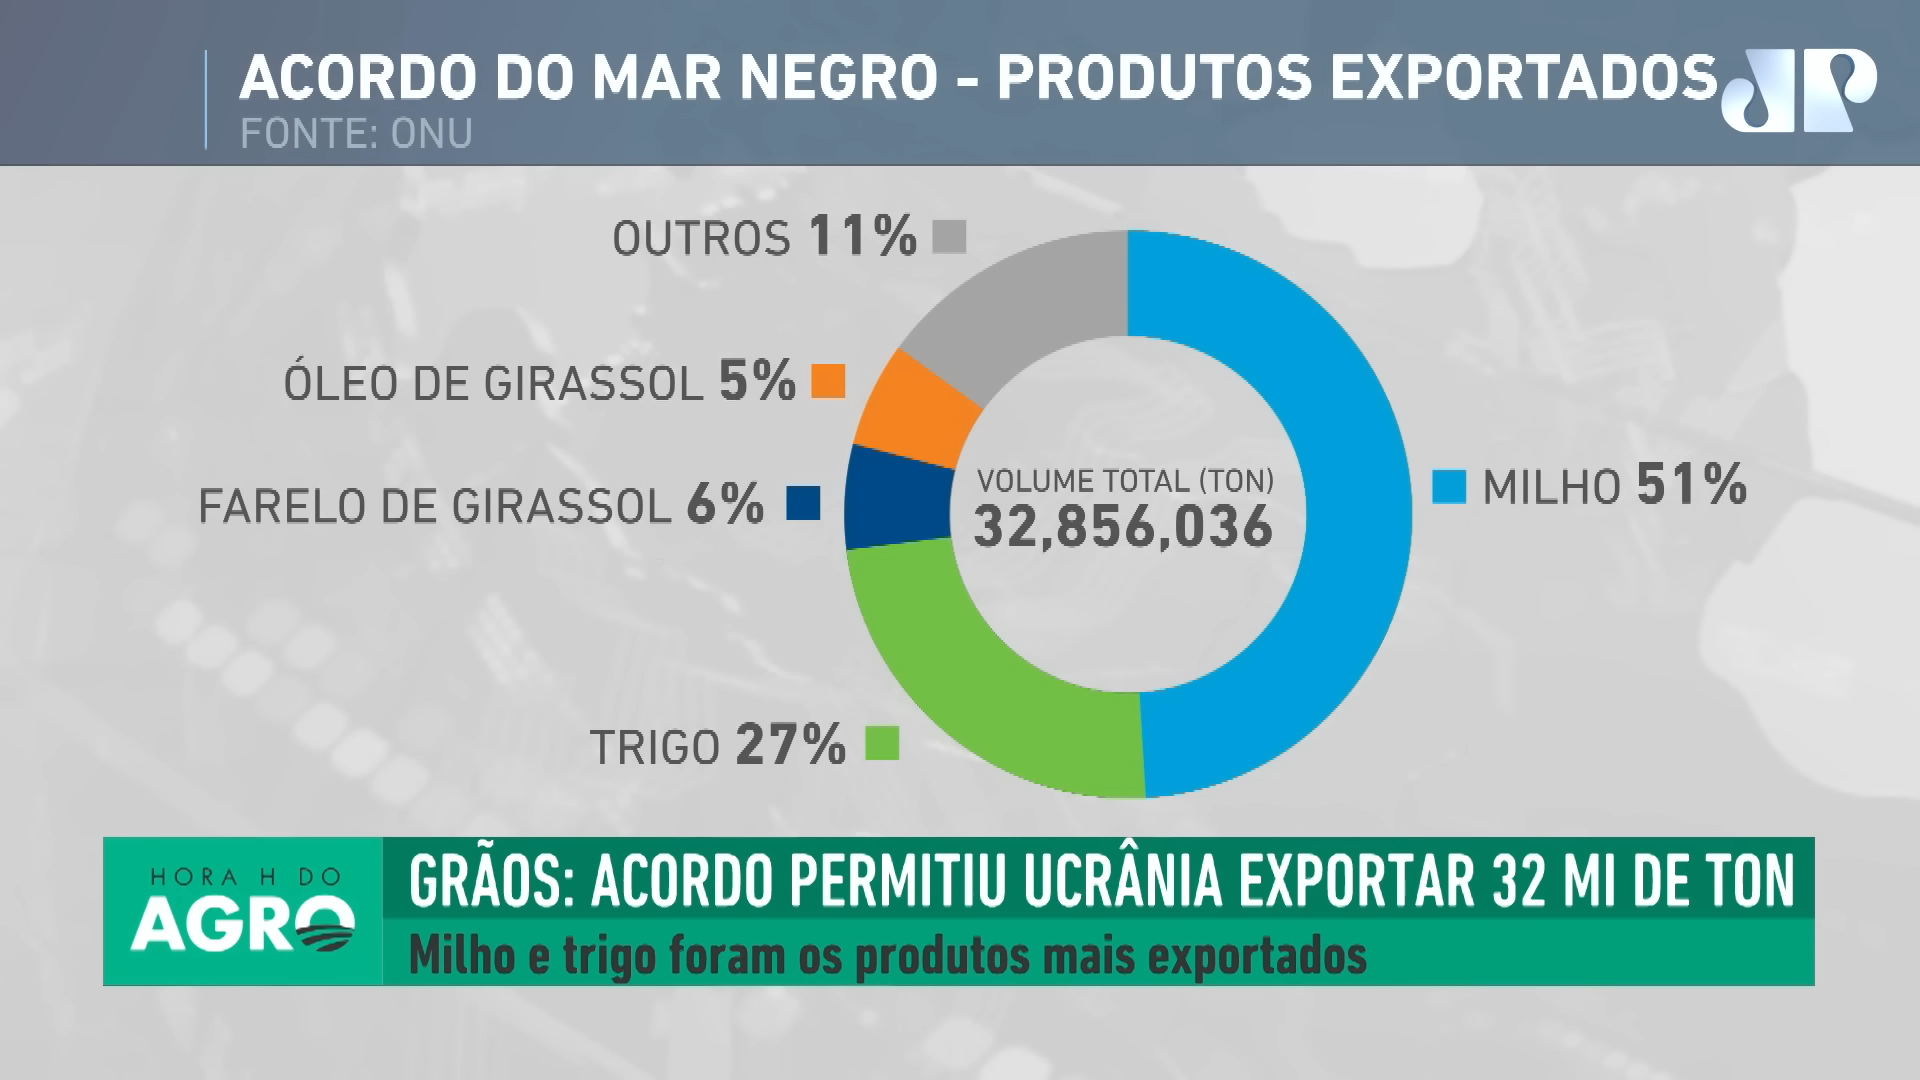 ACORDO DO MAR NEGRO - PRODUTOS EXPORTADOS
JP
FONTE: ONU
OUTROS 11%
ÓLEO DE GIRASSOL 5%
FARELO DE GIRASSOL 6%
VOLUME TOTAL (TON)
32,856,036
MILHO 51%
TRIGO 27%
HORA H DO
AGRO
GRÃOS: ACORDO PERMITIU UCRÂNIA EXPORTAR 32 MI DE TON
Milho e trigo foram os produtos mais exportados